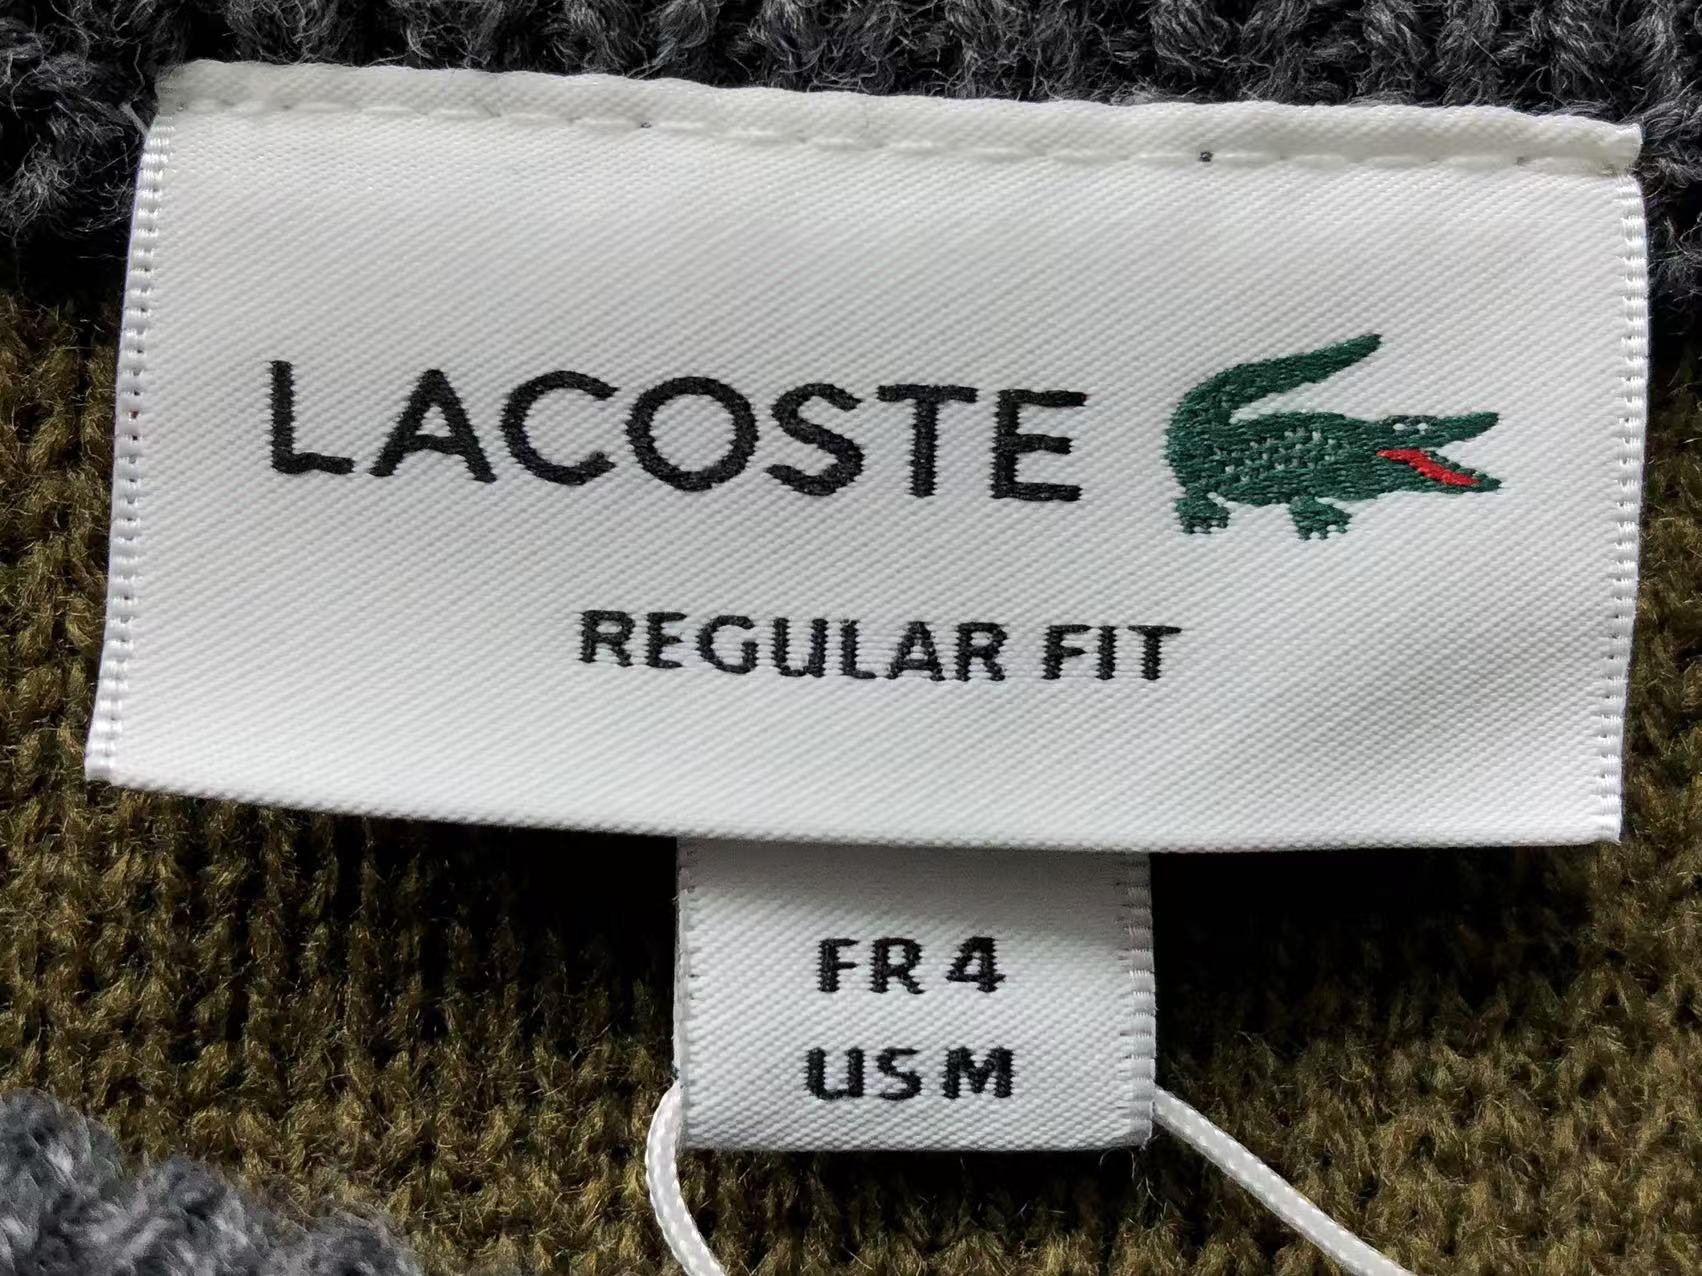 LACOSTE
REGULAR FIT
FR 4
US M